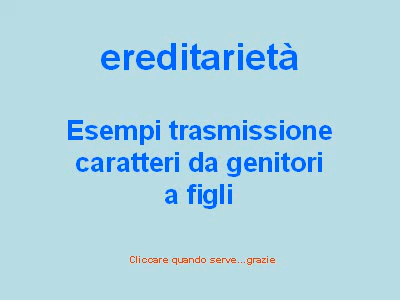 ereditarietà
Esempi trasmissione
caratteri da genitori
a figli
Cliccare quando serve...grazie